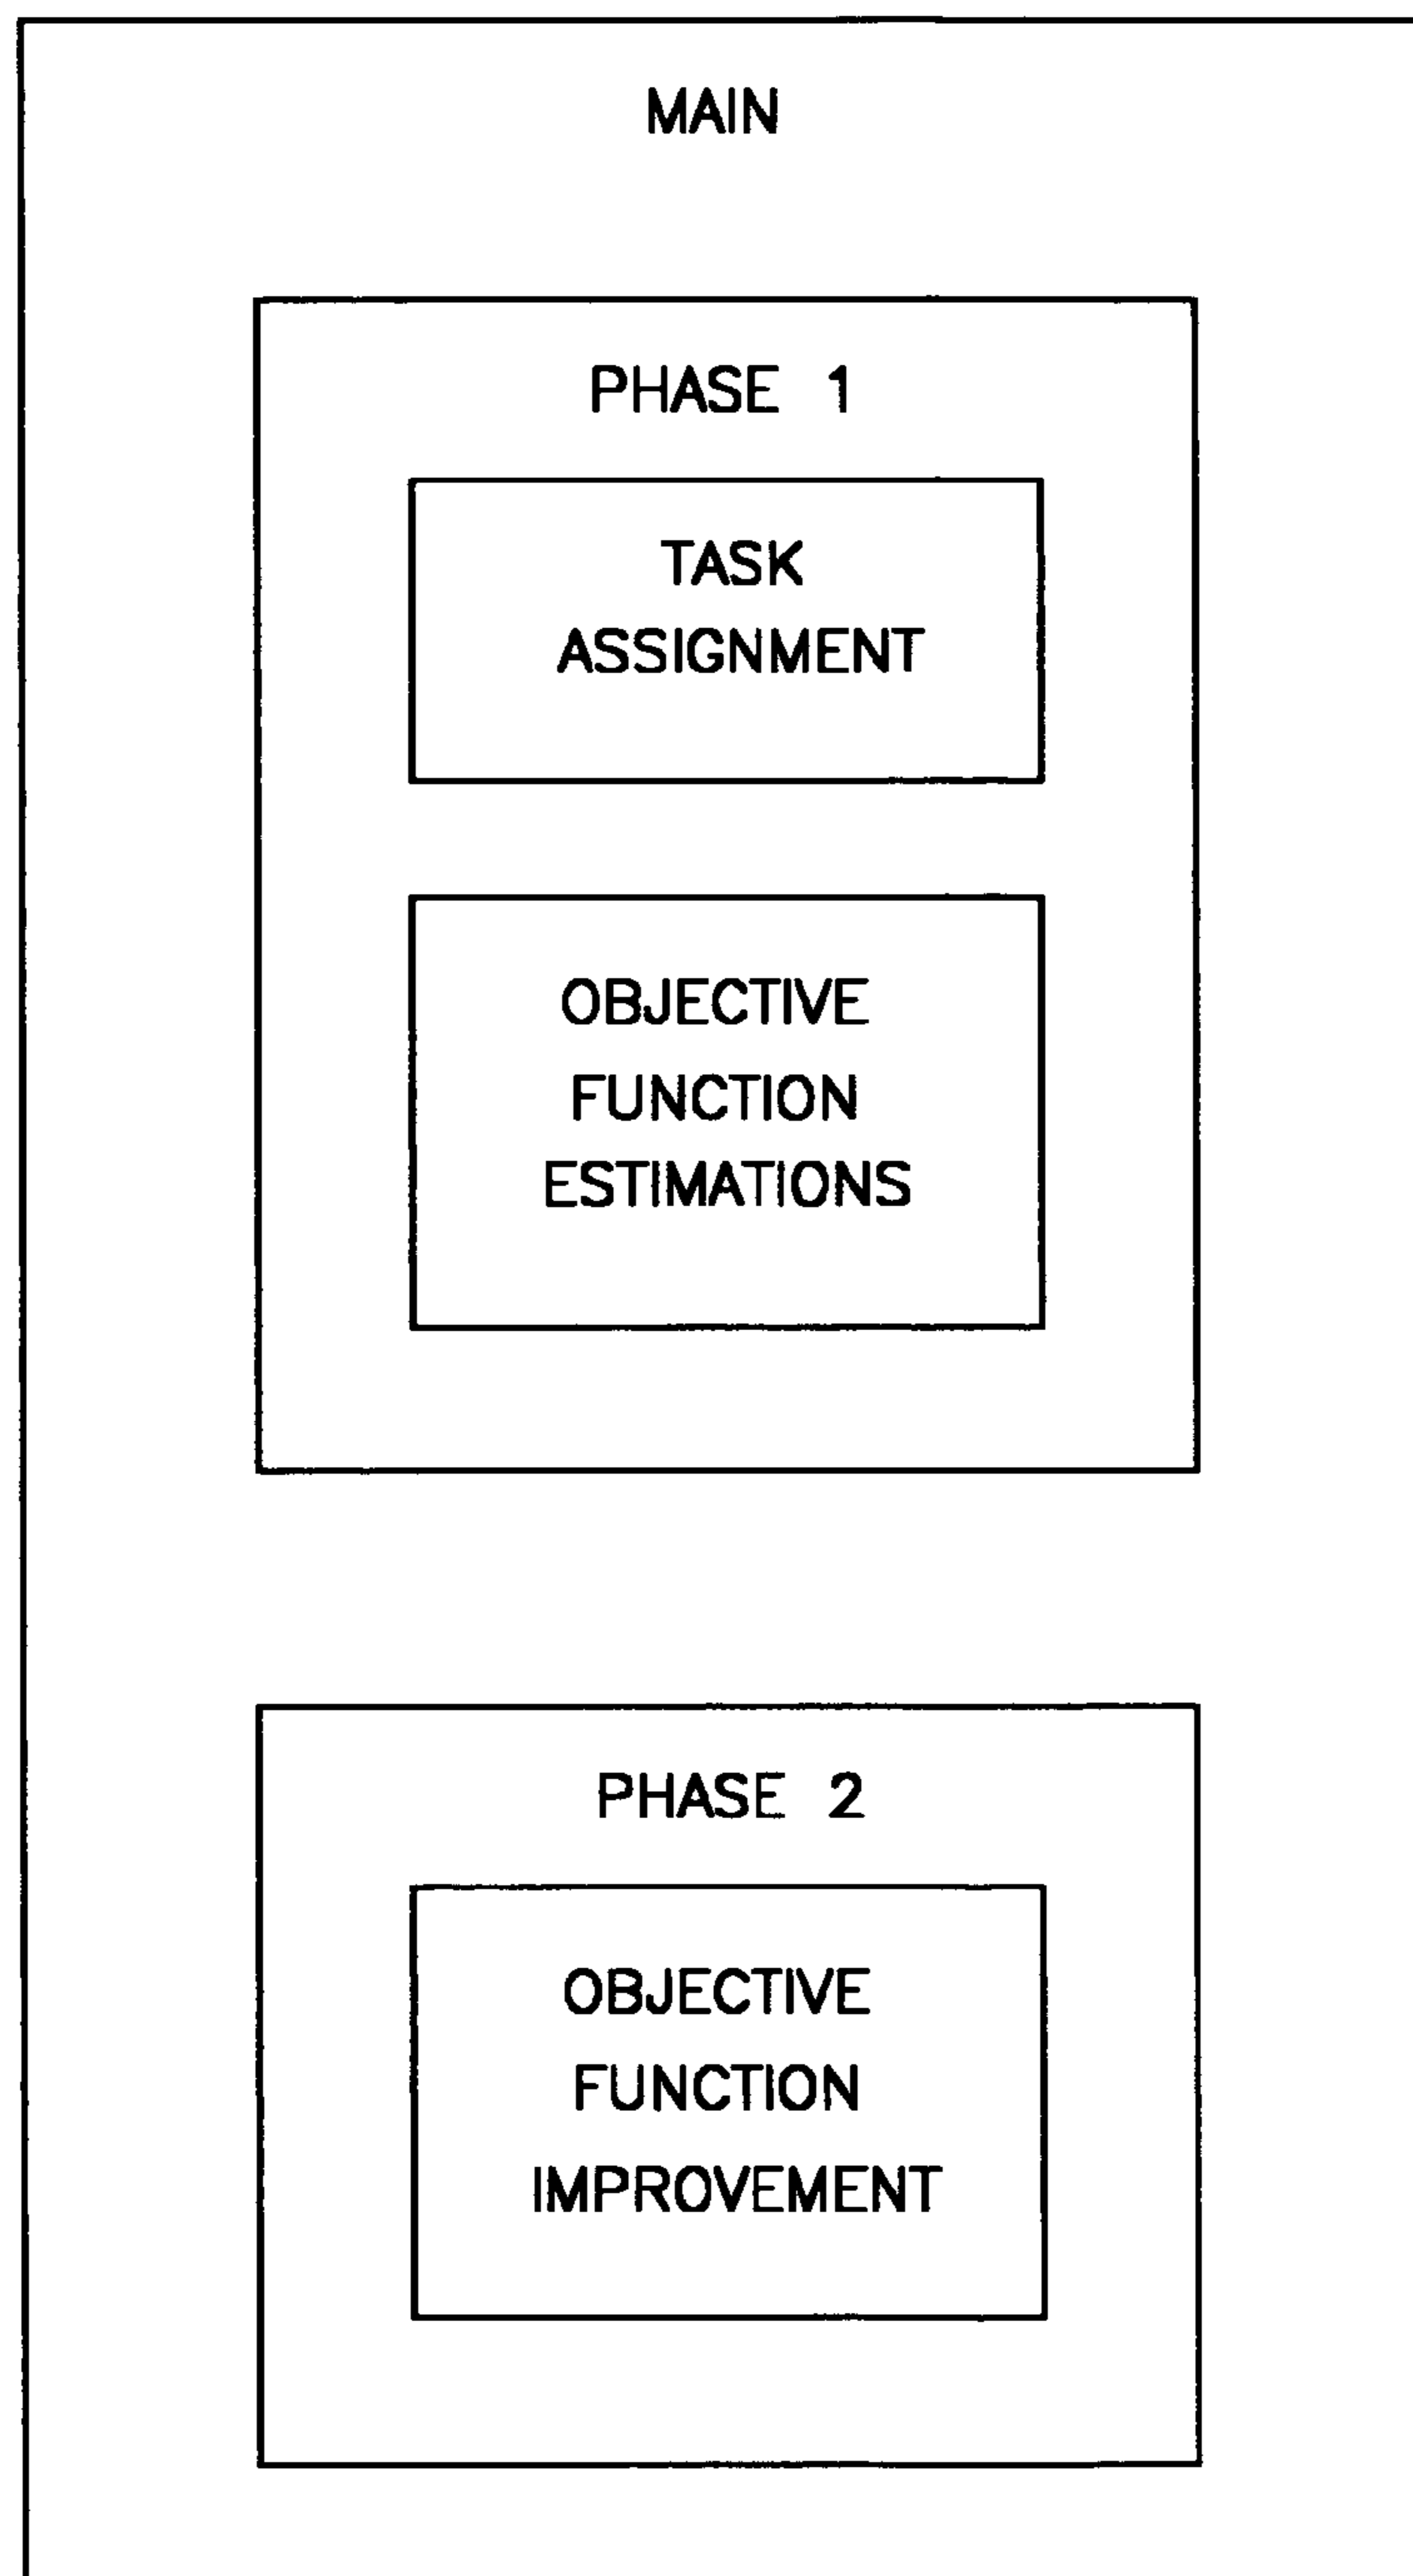 MAIN
PHASE 1
TASK
ASSIGNMENT
OBJECTIVE
FUNCTION
ESTIMATIONS
PHASE 2
OBJECTIVE
FUNCTION
IMPROVEMENT